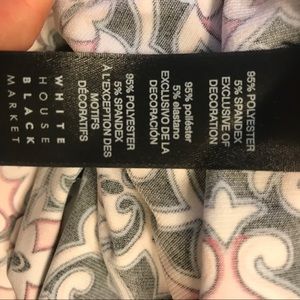 95% POLYESTER
5% SPANDEX
EXCLUSIVE OF
DECORATION
95% poliéster
5% elastano
EXCLUSIVO DE LA
DECORACIÓN
95% POLYESTER
5% SPANDEX
À L'EXCEPTION DES
MOTIFS
DÉCORATIFS
WHITE
HOUSE
BLACK
MARKET